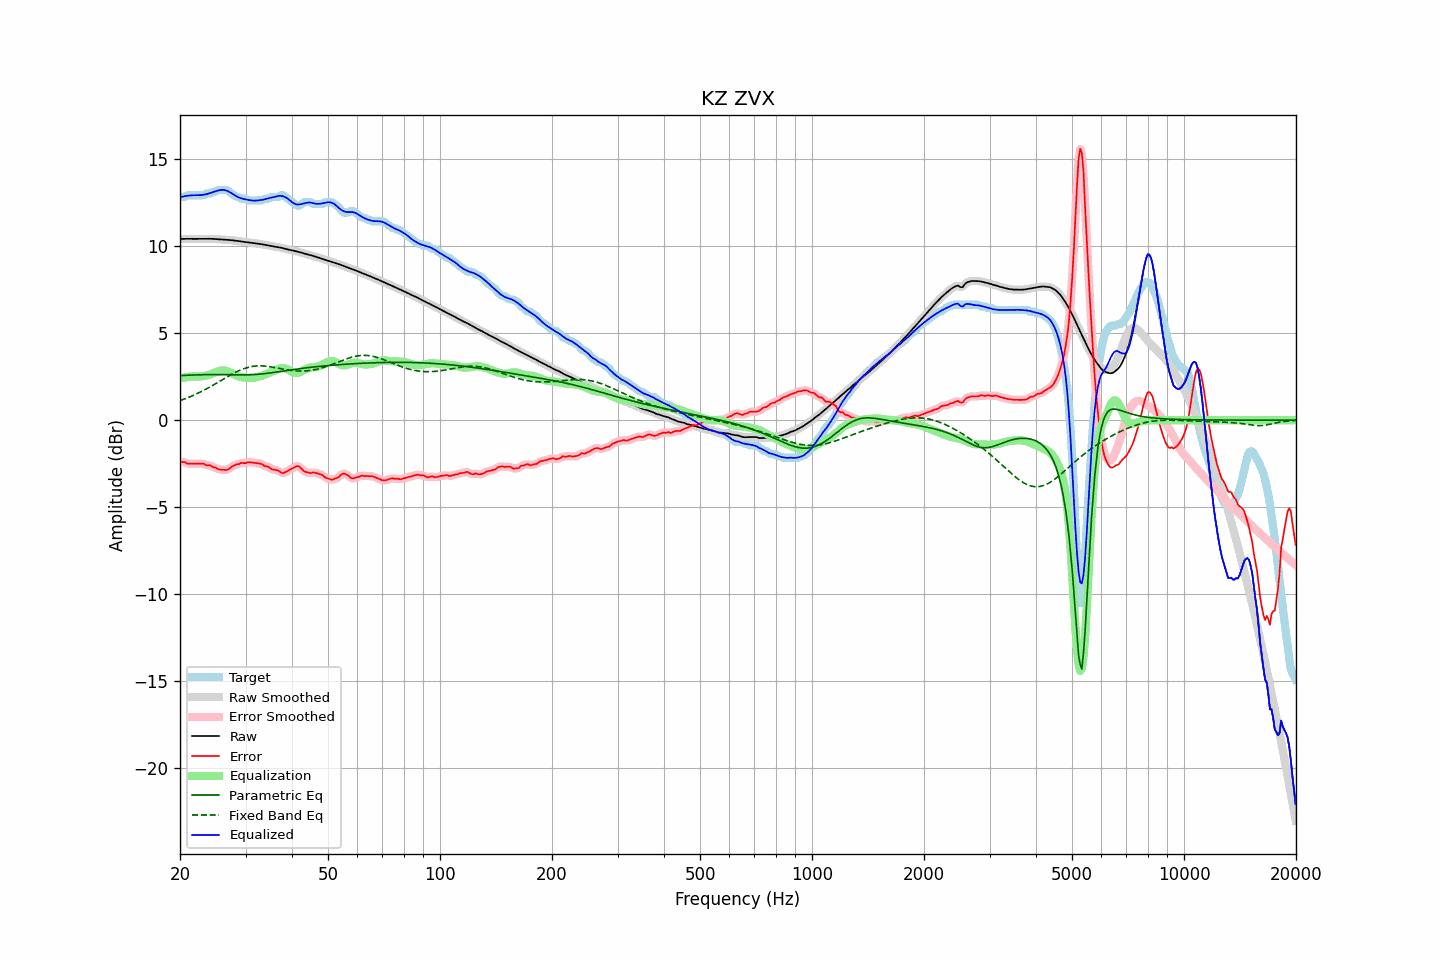 KZ ZVX
Amplitude (dBr)
15
10
5
0
−5
−10
−15
−20
Target
Raw Smoothed
Error Smoothed
Raw
Error
Equalization
Parametric Eq
Fixed Band Eq
Equalized
20 50 100 200 500 1000 2000 5000 10000 20000
Frequency (Hz)